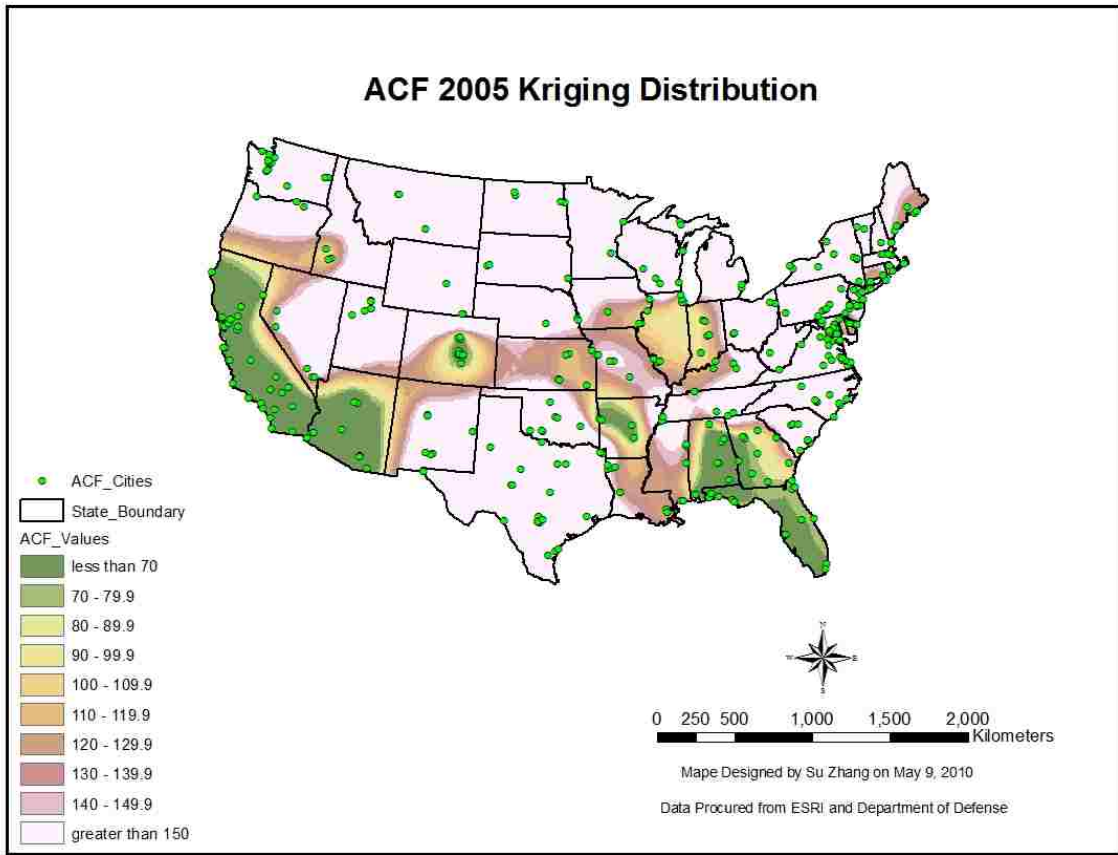 ACF 2005 Kriging Distribution
ACF_Cities
State_Boundary
ACF_Values
less than 70
70 - 79.9
80 - 89.9
90 - 99.9
100 - 109.9
110 - 119.9
120 - 129.9
130 - 139.9
140 - 149.9
greater than 150
N
W E
S
0 250 500 1,000 1,500 2,000
Kilometers
Mape Designed by Su Zhang on May 9, 2010
Data Procured from ESRI and Department of Defense